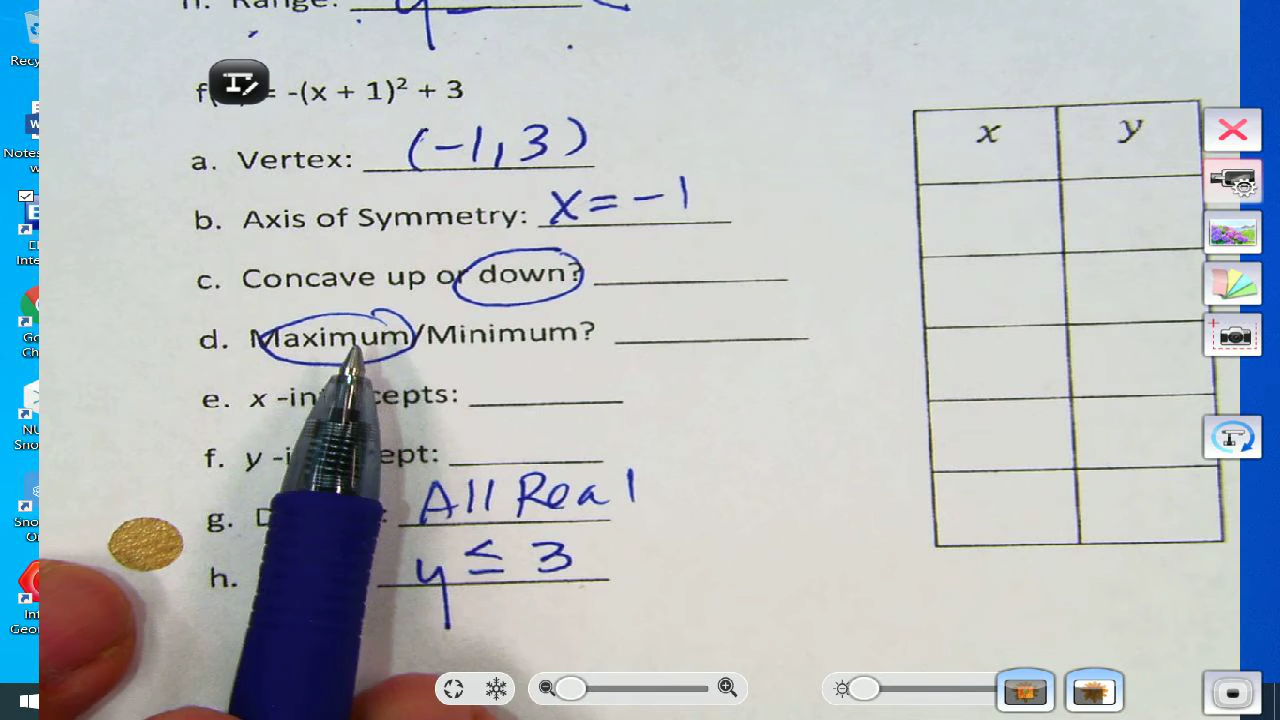 Range:
f( = -(x + 1)² + 3
a. Vertex: (-1, 3)
b. Axis of Symmetry: x = -1
c. Concave up or down?
d. Maximum/Minimum?
e. x -in cepts:
f. y -i ept:
g. D : All Real
h. y ≤ 3
x y